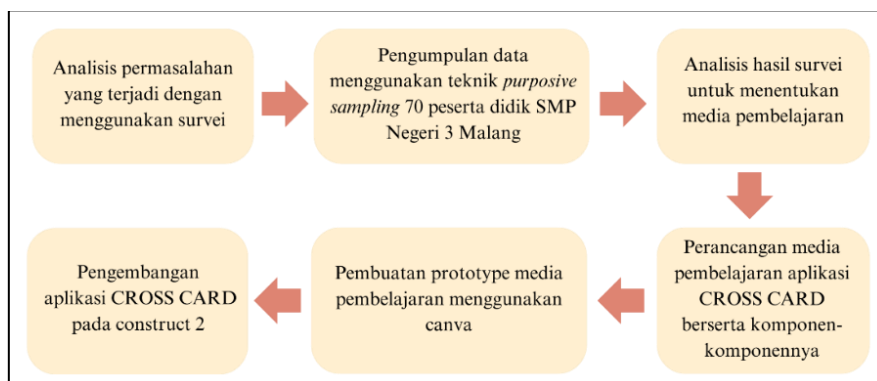 Analisis permasalahan
yang terjadi dengan
menggunakan survei
Pengumpulan data
menggunakan teknik purposive
sampling 70 peserta didik SMP
Negeri 3 Malang
Analisis hasil survei
untuk menentukan
media pembelajaran
Perancangan media
pembelajaran aplikasi
CROSS CARD
berserta komponen-
komponennya
Pembuatan prototype media
pembelajaran menggunakan
canva
Pengembangan
aplikasi CROSS CARD
pada construct 2